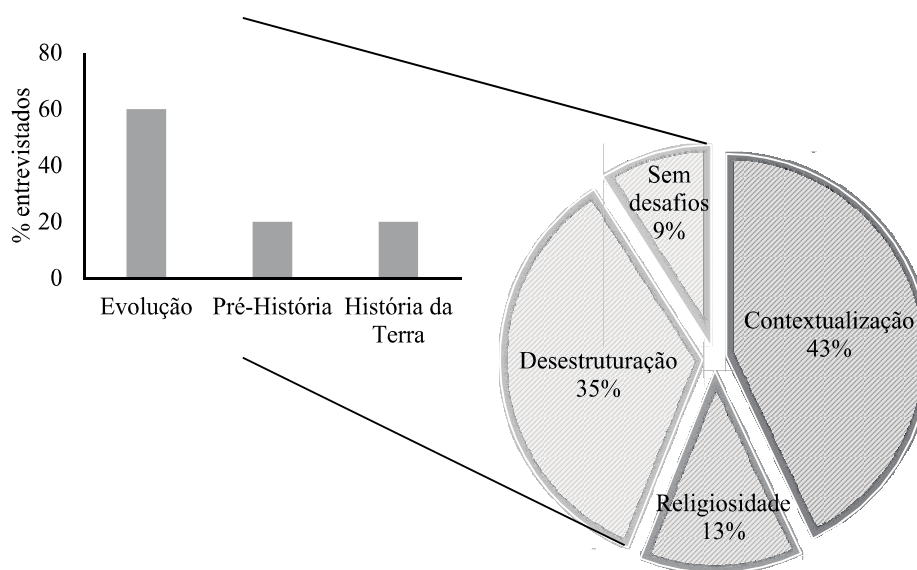 80
60
40
20
0
% entrevistados
Evolução
Pré-História
História da
Terra
Sem
desafios
9%
Contextualização
43%
Desestruturação
35%
Religiosidade
13%